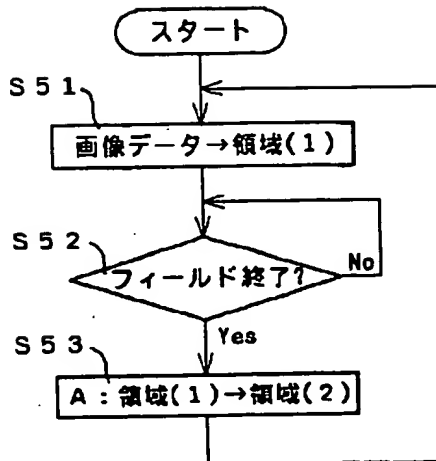 スタート
S51
画像データ→領域(1)
S52
フィールド終了?
No
Yes
S53
A:領域(1)→領域(2)